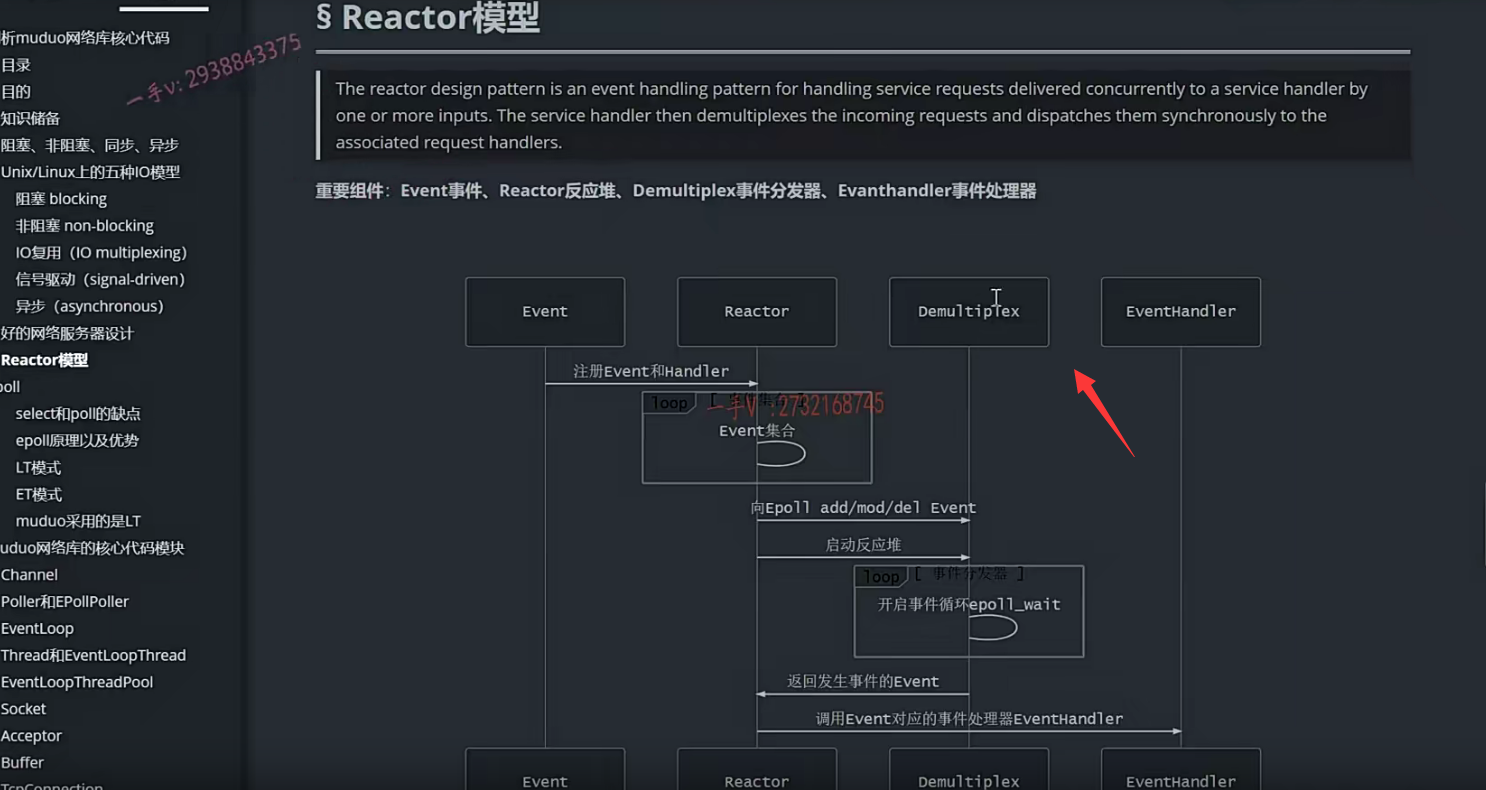 析muduo网络库核心代码
目录
目的
知识储备
阻塞、非阻塞、同步、异步
Unix/Linux上的五种IO模型
阻塞 blocking
非阻塞 non-blocking
IO复用（IO multiplexing）
信号驱动（signal-driven）
异步（asynchronous）
好的网络服务器设计
Reactor模型
poll
select和poll的缺点
epoll原理以及优势
LT模式
ET模式
muduo采用的是LT
uduo网络库的核心代码模块
Channel
Poller和EPollPoller
EventLoop
Thread和EventLoopThread
EventLoopThreadPool
Socket
Acceptor
Buffer
TcpConnection
一手v: 2938843375
§ Reactor模型
The reactor design pattern is an event handling pattern for handling service requests delivered concurrently to a service handler by
one or more inputs. The service handler then demultiplexes the incoming requests and dispatches them synchronously to the
associated request handlers.
重要组件：Event事件、Reactor反应堆、Demultiplex事件分发器、Evanthandler事件处理器
Event
Reactor
Demultiplex
EventHandler
注册Event和Handler
loop
一手V :2732168745
Event集合
向Epoll add/mod/del Event
启动反应堆
loop [ 事件分发器 ]
开启事件循环epoll_wait
返回发生事件的Event
调用Event对应的事件处理器EventHandler
Event
Reactor
Demultiplex
EventHandler